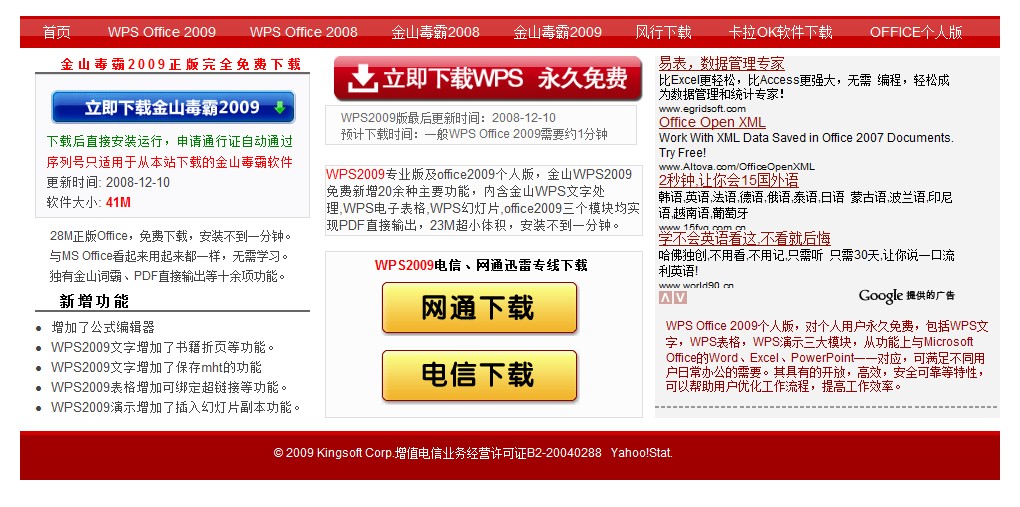 首页 WPS Office 2009 WPS Office 2008 金山毒霸2008 金山毒霸2009 风行下载 卡拉OK软件下载 OFFICE个人版
金山毒霸2009正版完全免费下载
立即下载金山毒霸2009
下载后直接安装运行，申请通行证自动通过
序列号只适用于从本站下载的金山毒霸软件
更新时间: 2008-12-10
软件大小: 41M
28M正版Office，免费下载，安装不到一分钟。
与MS Office看起来用起来都一样，无需学习。
独有金山词霸、PDF直接输出等十余项功能。
新增功能
● 增加了公式编辑器
● WPS2009文字增加了书籍折页等功能。
● WPS2009文字增加了保存mht的功能
● WPS2009表格增加可绑定超链接等功能。
● WPS2009演示增加了插入幻灯片副本功能。
立即下载WPS 永久免费
WPS2009版最后更新时间：2008-12-10
预计下载时间：一般WPS Office 2009需要约1分钟
WPS2009专业版及office2009个人版，金山WPS2009
免费新增20余种主要功能，内含金山WPS文字处
理,WPS电子表格,WPS幻灯片,office2009三个模块均实
现PDF直接输出，23M超小体积，安装不到一分钟。
WPS2009电信、网通迅雷专线下载
网通下载
电信下载
易表，数据管理专家
比Excel更轻松，比Access更强大，无需 编程，轻松成
为数据管理和统计专家！
www.egridsoft.com
Office Open XML
Work With XML Data Saved in Office 2007 Documents.
Try Free!
www.Altova.com/OfficeOpenXML
2秒钟,让你会15国外语
韩语,英语,法语,德语,俄语,泰语,日语 蒙古语,波兰语,印尼
语,越南语,葡萄牙
www.15fyq.com.cn
学不会英语看这,不看就后悔
哈佛独创,不用看,不用记,只需听 只需30天,让你说一口流
利英语!
www.world90.cn
Google 提供的广告
WPS Office 2009个人版，对个人用户永久免费，包括WPS文
字，WPS表格，WPS演示三大模块，从功能上与Microsoft
Office的Word、Excel、PowerPoint一一对应，可满足不同用
户日常办公的需要。其具有的开放，高效，安全可靠等特性，
可以帮助用户优化工作流程，提高工作效率。
© 2009 Kingsoft Corp.增值电信业务经营许可证B2-20040288 Yahoo!Stat.